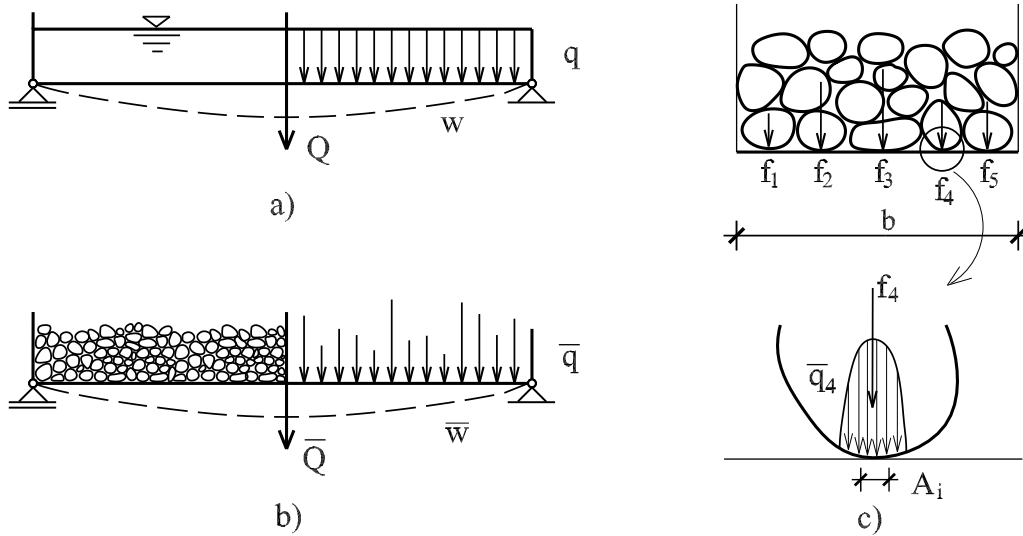 q
w
Q
a)
q̅
w̅
Q̅
b)
f₁ f₂ f₃ f₄ f₅
b
f₄
q̅₄
Aᵢ
c)